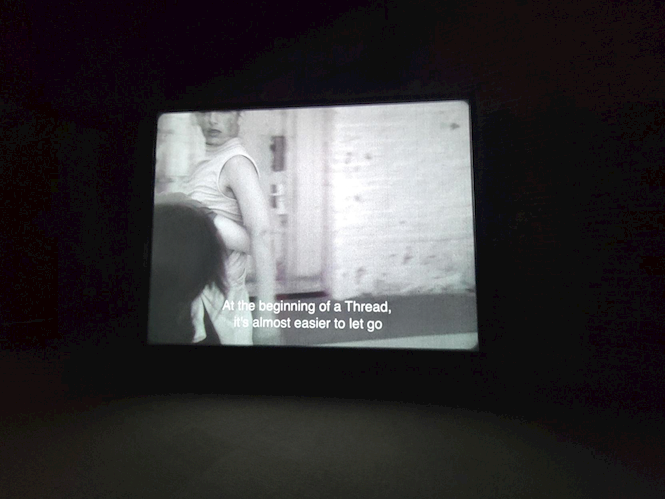 At the beginning of a Thread,
it's almost easier to let go